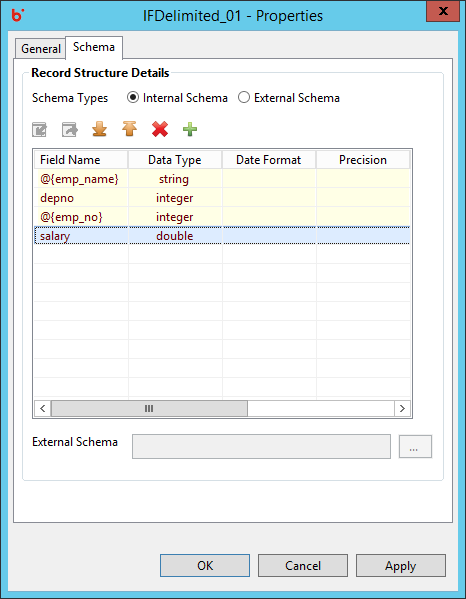 IFDelimited_01 - Properties
General Schema
Record Structure Details
Schema Types Internal Schema External Schema
Field Name Data Type Date Format Precision
@{emp_name} string
depno integer
@{emp_no} integer
salary double
External Schema ...
OK Cancel Apply